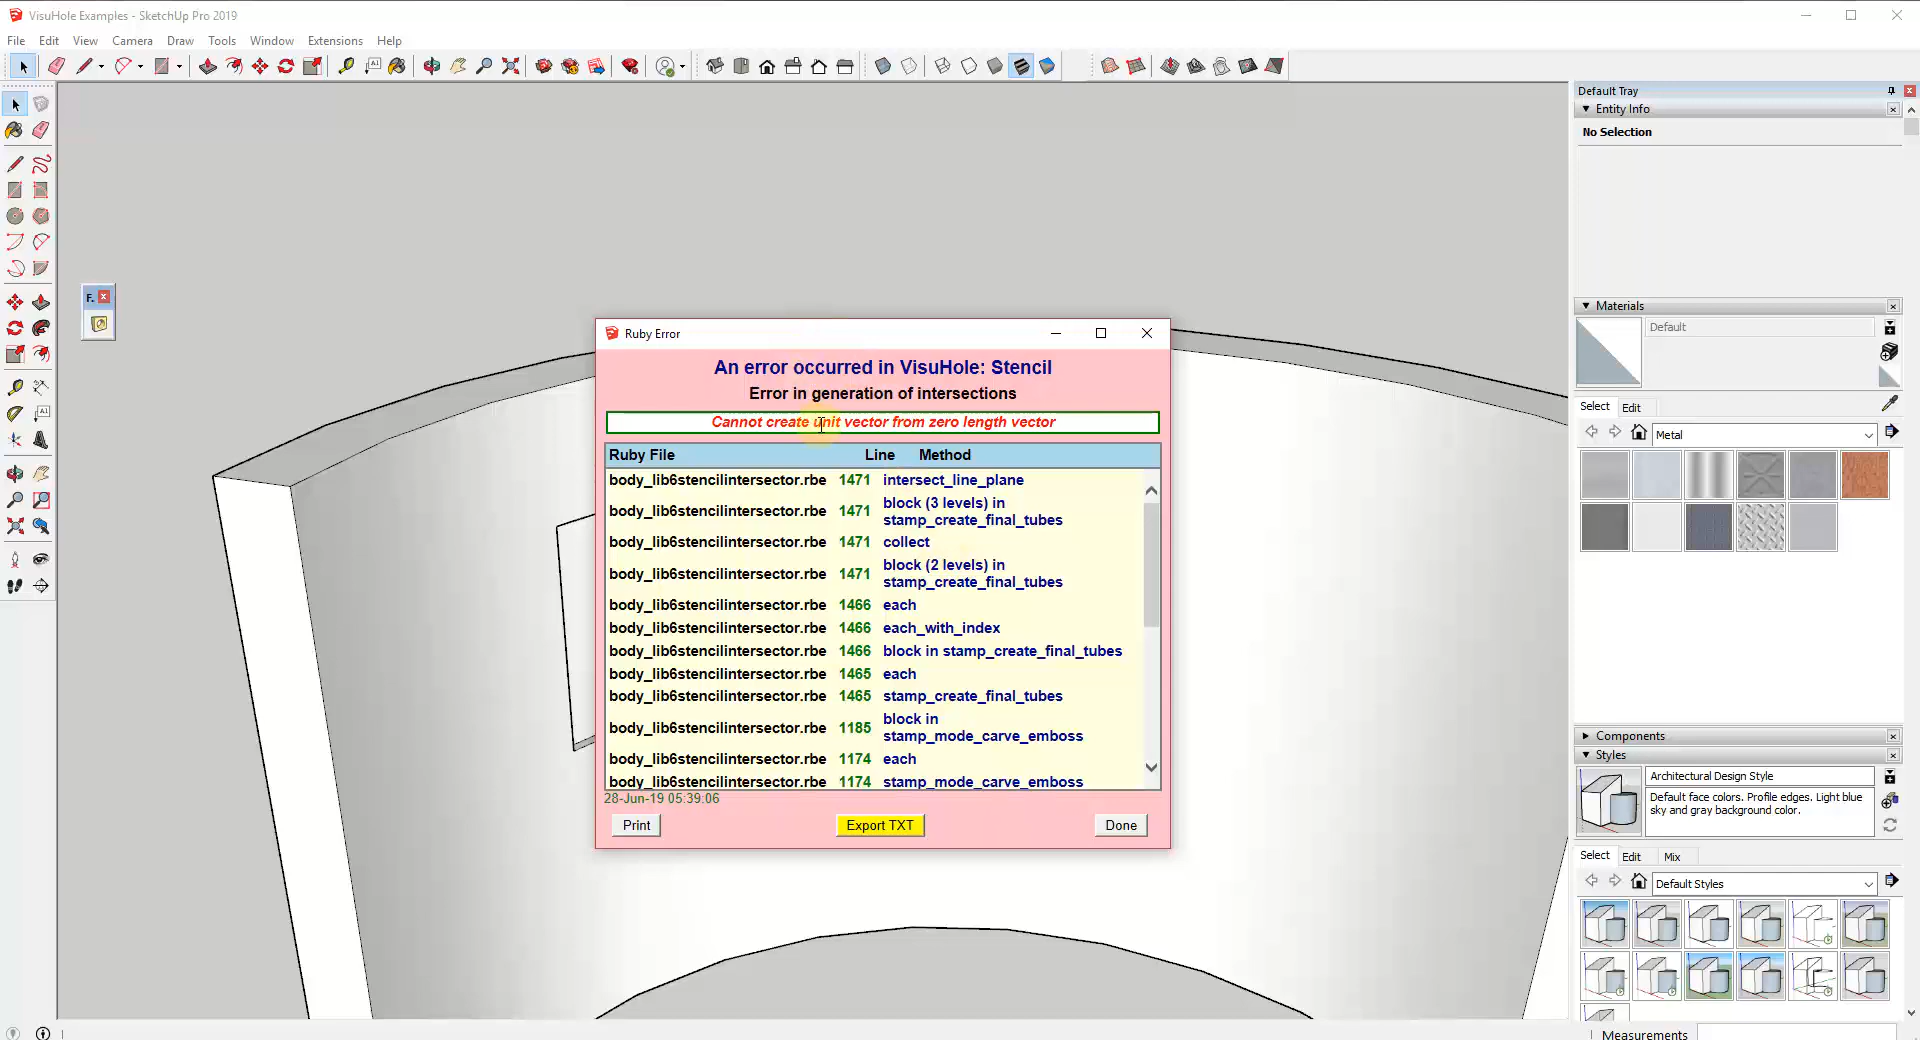 VisuHole Examples - SketchUp Pro 2019
File Edit View Camera Draw Tools Window Extensions Help
Default Tray
Entity Info
No Selection
F.
Ruby Error
An error occurred in VisuHole: Stencil
Error in generation of intersections
Cannot create unit vector from zero length vector
Ruby File Line Method
body_lib6stencilintersector.rbe 1471 intersect_line_plane
body_lib6stencilintersector.rbe 1471 block (3 levels) in
stamp_create_final_tubes
body_lib6stencilintersector.rbe 1471 collect
body_lib6stencilintersector.rbe 1471 block (2 levels) in
stamp_create_final_tubes
body_lib6stencilintersector.rbe 1466 each
body_lib6stencilintersector.rbe 1466 each_with_index
body_lib6stencilintersector.rbe 1466 block in stamp_create_final_tubes
body_lib6stencilintersector.rbe 1465 each
body_lib6stencilintersector.rbe 1465 stamp_create_final_tubes
body_lib6stencilintersector.rbe 1185 block in
stamp_mode_carve_emboss
body_lib6stencilintersector.rbe 1174 each
body_lib6stencilintersector.rbe 1174 stamp_mode_carve_emboss
28-Jun-19 05:39:06
Print Export TXT Done
Materials
Default
Select Edit
Metal
Components
Styles
Architectural Design Style
Default face colors. Profile edges. Light blue
sky and gray background color.
Select Edit Mix
Default Styles
Measurements